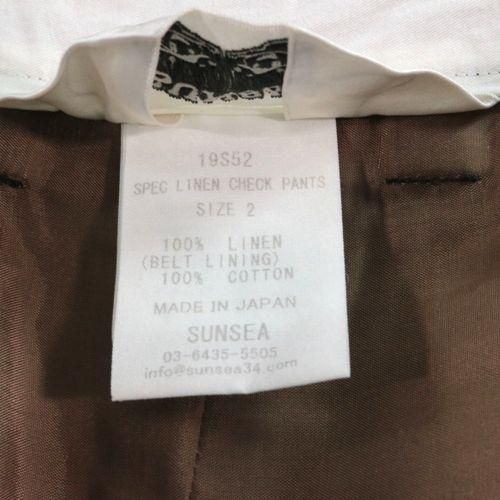 19S52
SPEC LINEN CHECK PANTS
SIZE 2
100% LINEN
(BELT LINING)
100% COTTON
MADE IN JAPAN
SUNSEA
03-6435-5505
info@sunsea34.com